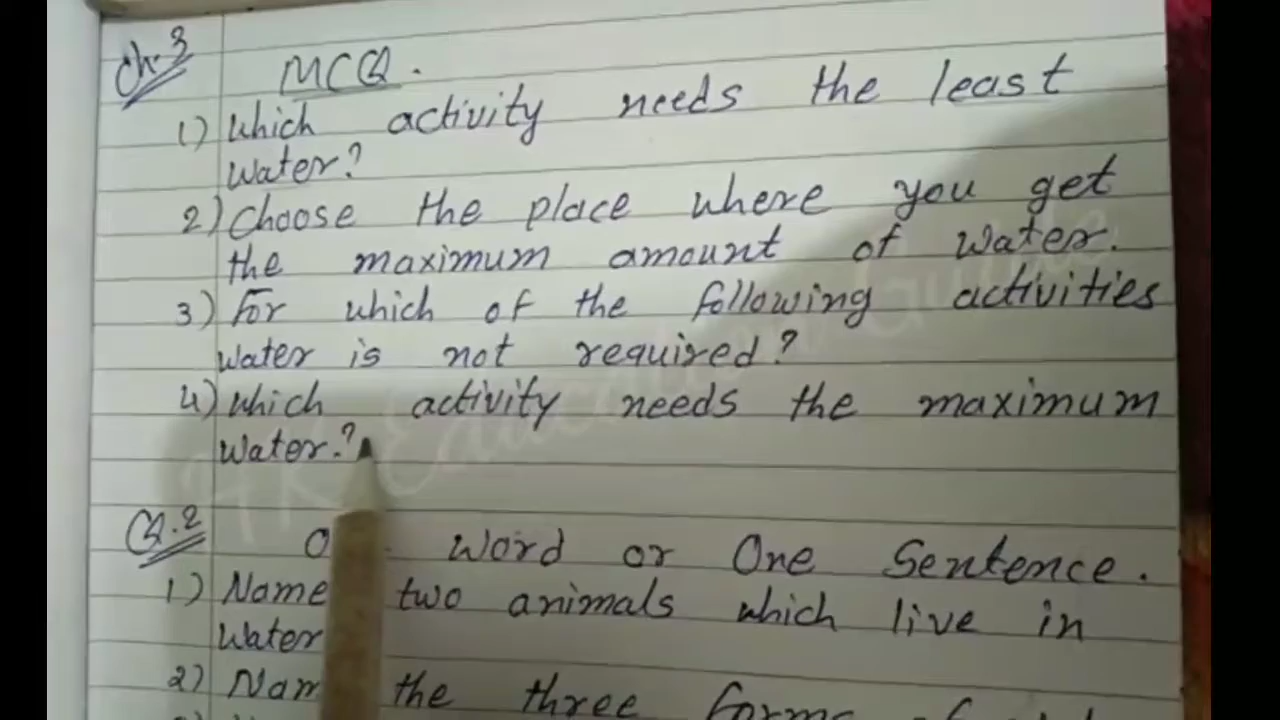 Ch.3
MCQ.
1) Which activity needs the least
Water?
2) Choose the place where you get
the maximum amount of water.
3) For which of the following activities
water is not required?
4) Which activity needs the maximum
Water.?
Q.2
Word or One Sentence.
1) Name two animals which live in
Water
2) the three forms of